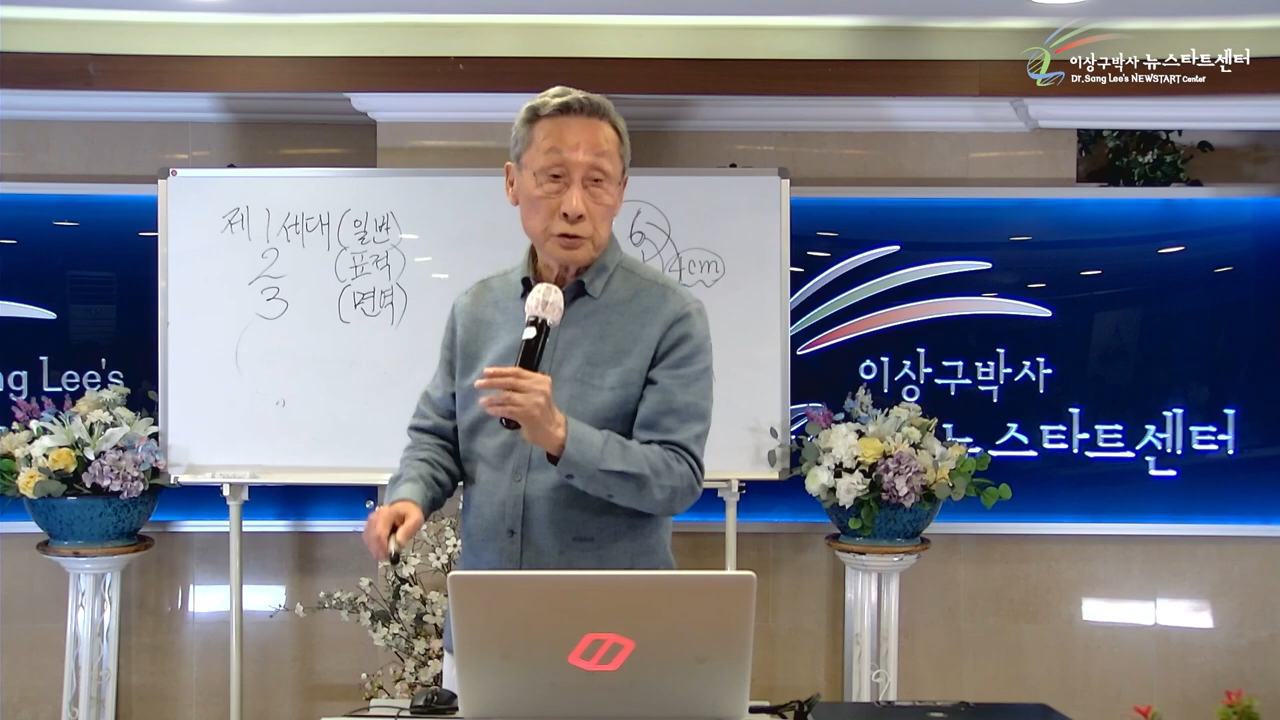 이상구박사 뉴스타트센터
Dr. Sang Lee's NEWSTART Center
제 1 세대 (일반)
2 (표적)
3 (면역)
6
4cm
ng Lee's
이상구박사
뉴스타트센터